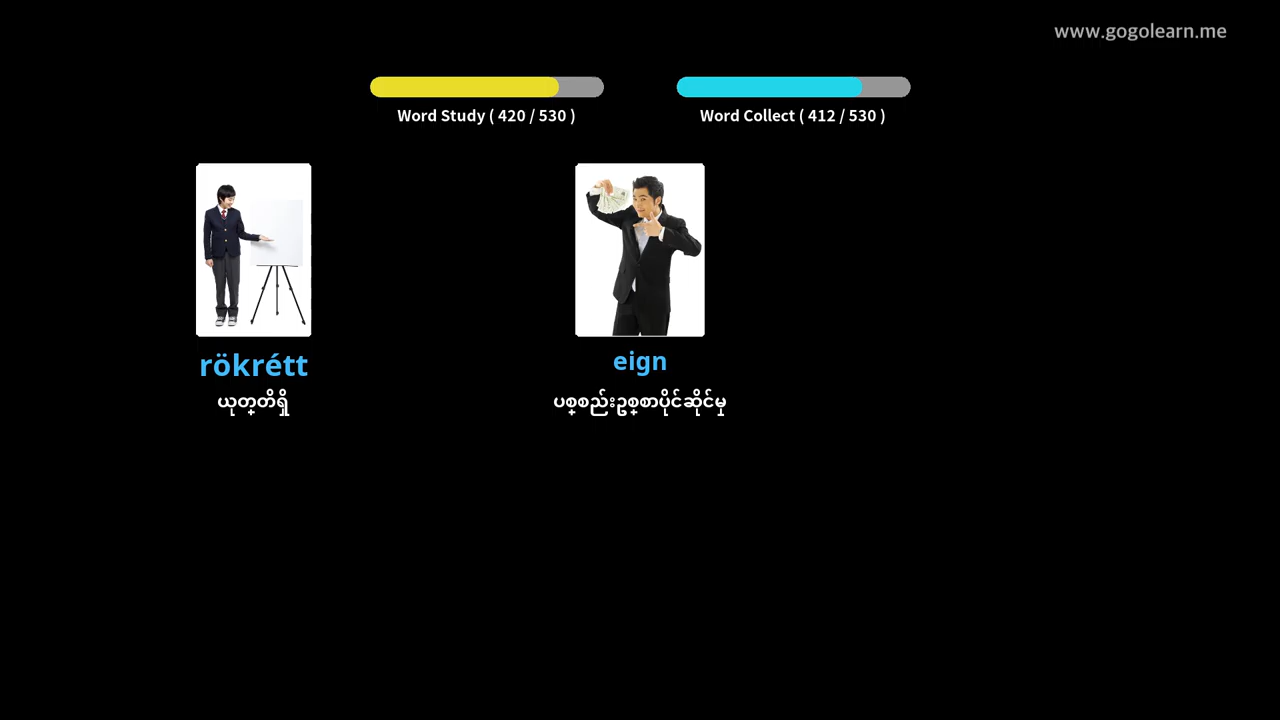 www.gogolearn.me
Word Study ( 420 / 530 )
Word Collect ( 412 / 530 )
rökrétt
eign
ယုတ္တိရှိ
ပစ္စည်းဥစ္စာပိုင်ဆိုင်မှု